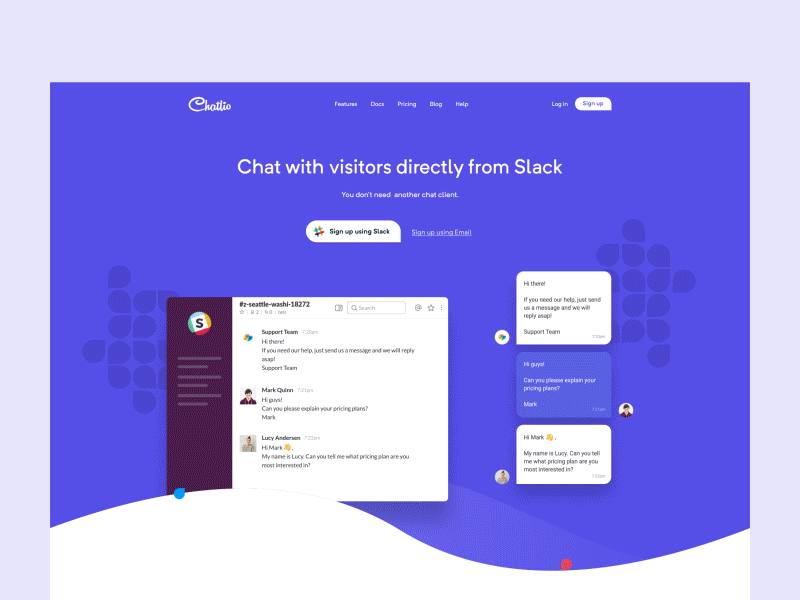 Chatlio
Features Docs Pricing Blog Help
Log in Sign up
Chat with visitors directly from Slack
You don't need another chat client.
Sign up using Slack Sign up using Email
#z-seattle-washi-18272
Search
S
Support Team 7:20am
Hi there!
If you need our help, just send us a message and we will reply
asap!
Support Team
Mark Quinn 7:21pm
Hi guys!
Can you please explain your pricing plans?
Mark
Lucy Andersen 7:22pm
Hi Mark 👋,
My name is Lucy. Can you tell me what pricing plan are you
most interested in?
Hi there!
If you need our help, just send
us a message and we will
reply asap!
Support Team
Hi guys!
Can you please explain your
pricing plans?
Mark
Hi Mark 👋,
My name is Lucy. Can you tell
me what pricing plan are you
most interested in?